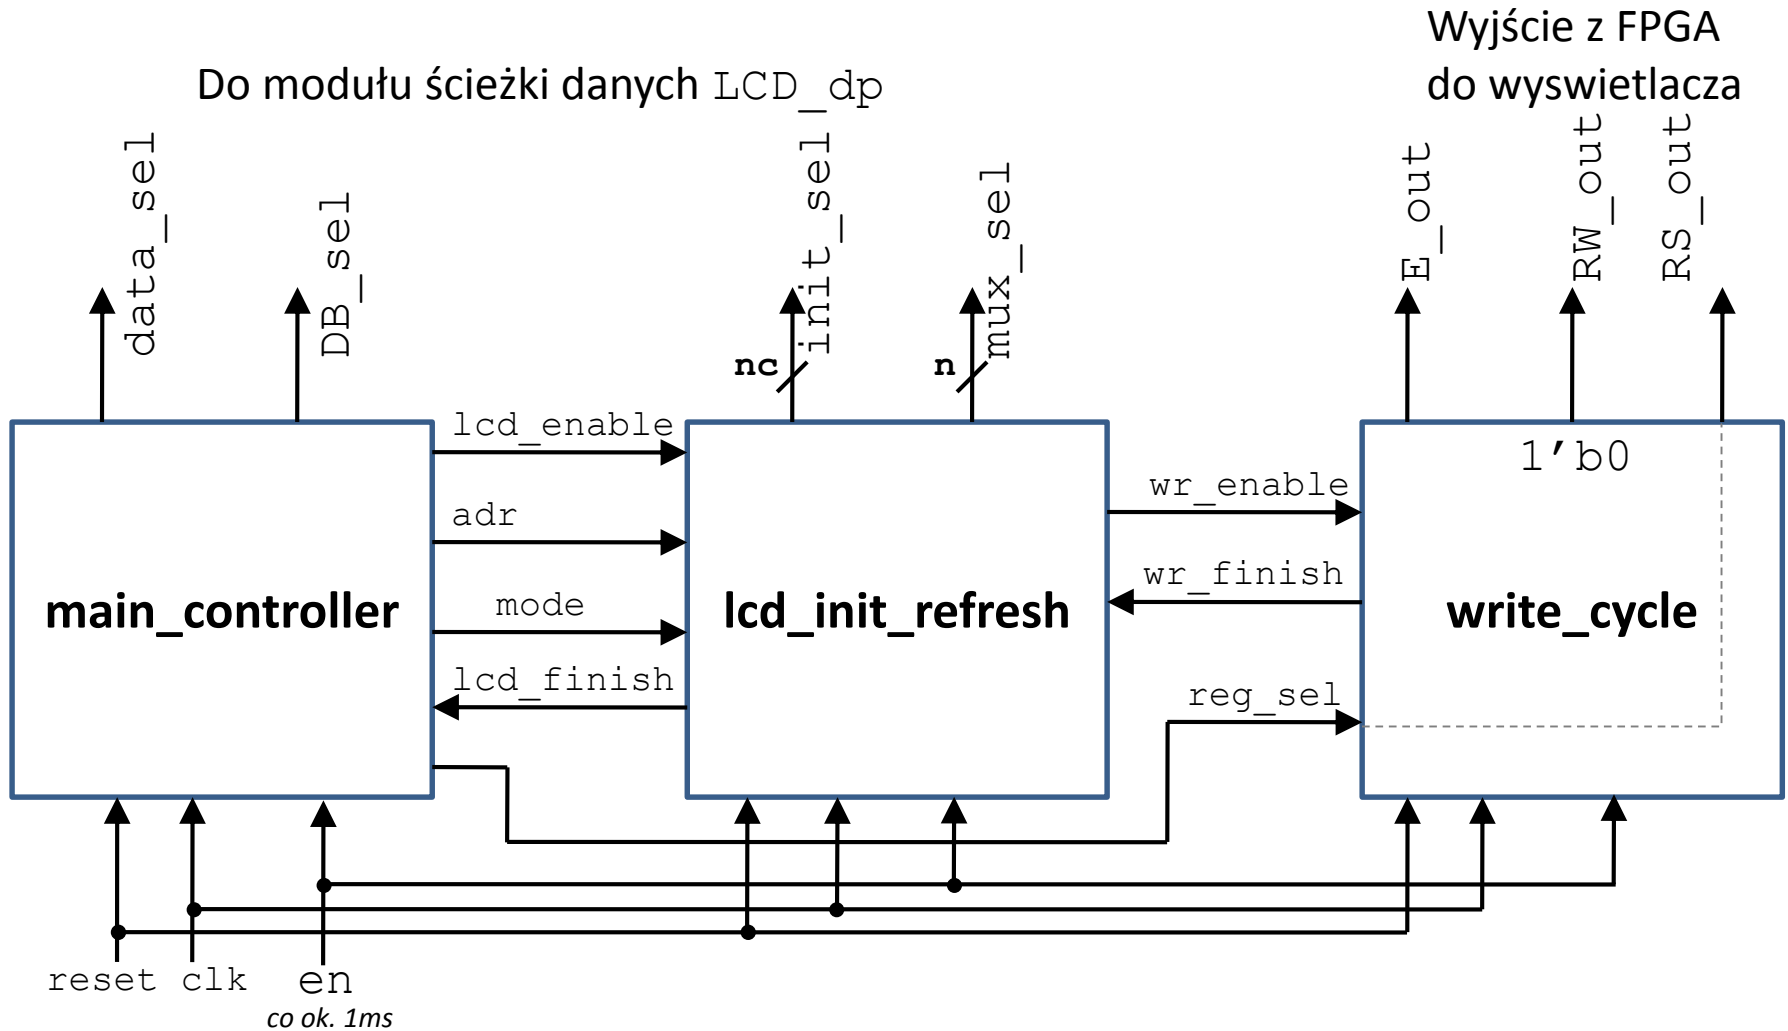 Wyjście z FPGA
do wyswietlacza
Do modułu ścieżki danych LCD_dp
data_sel
DB_sel
init_sel
mux_sel
E_out
RW_out
RS_out
nc
n
lcd_enable
adr
mode
lcd_finish
wr_enable
wr_finish
reg_sel
1’b0
main_controller
lcd_init_refresh
write_cycle
reset clk en
co ok. 1ms